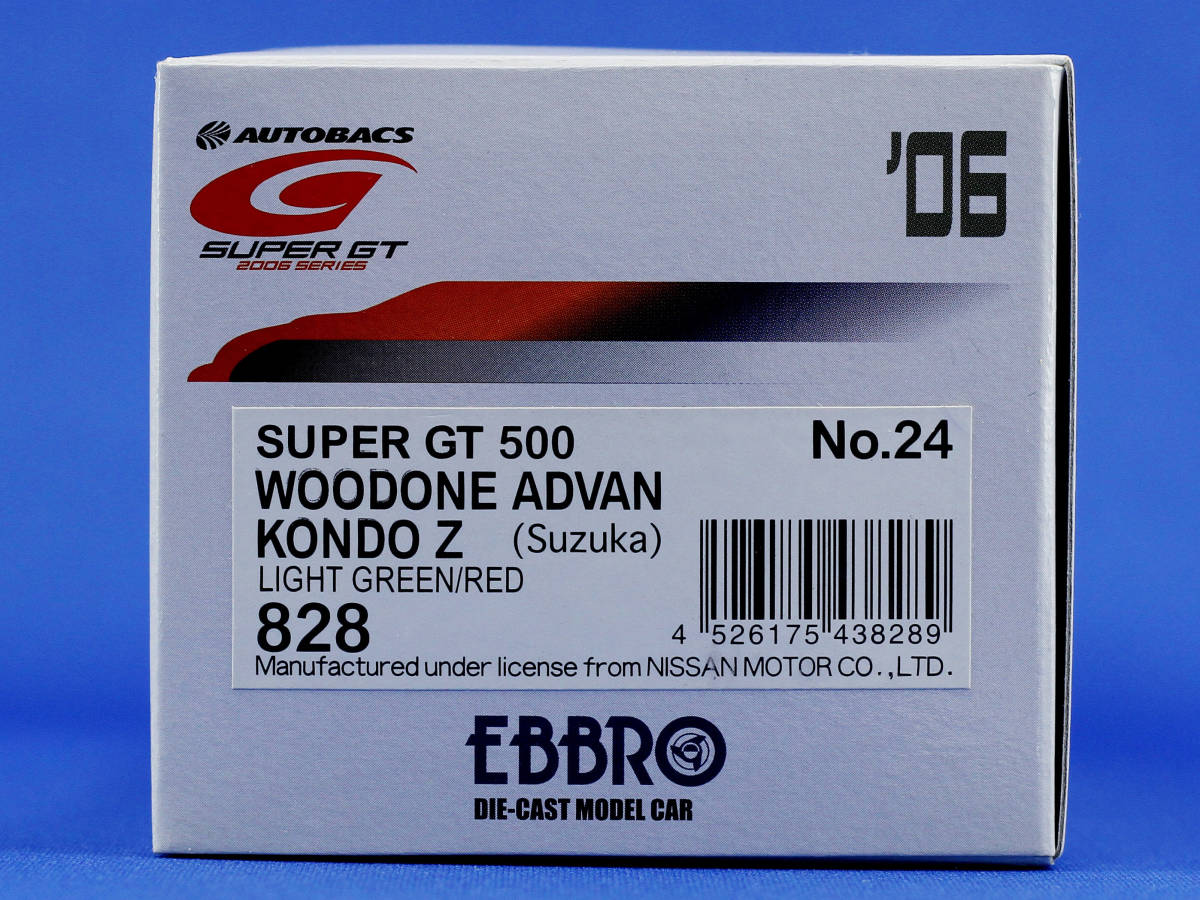 AUTOBACS
SUPER GT
2006 SERIES
'06
SUPER GT 500 No.24
WOODONE ADVAN
KONDO Z (Suzuka)
LIGHT GREEN/RED
828
4 526175 438289
Manufactured under license from NISSAN MOTOR CO.,LTD.
EBBRO
DIE-CAST MODEL CAR